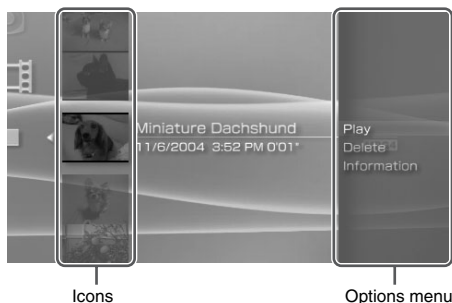 Miniature Dachshund
11/6/2004 3:52 PM 0'01"
Play
Delete
Information
Icons
Options menu